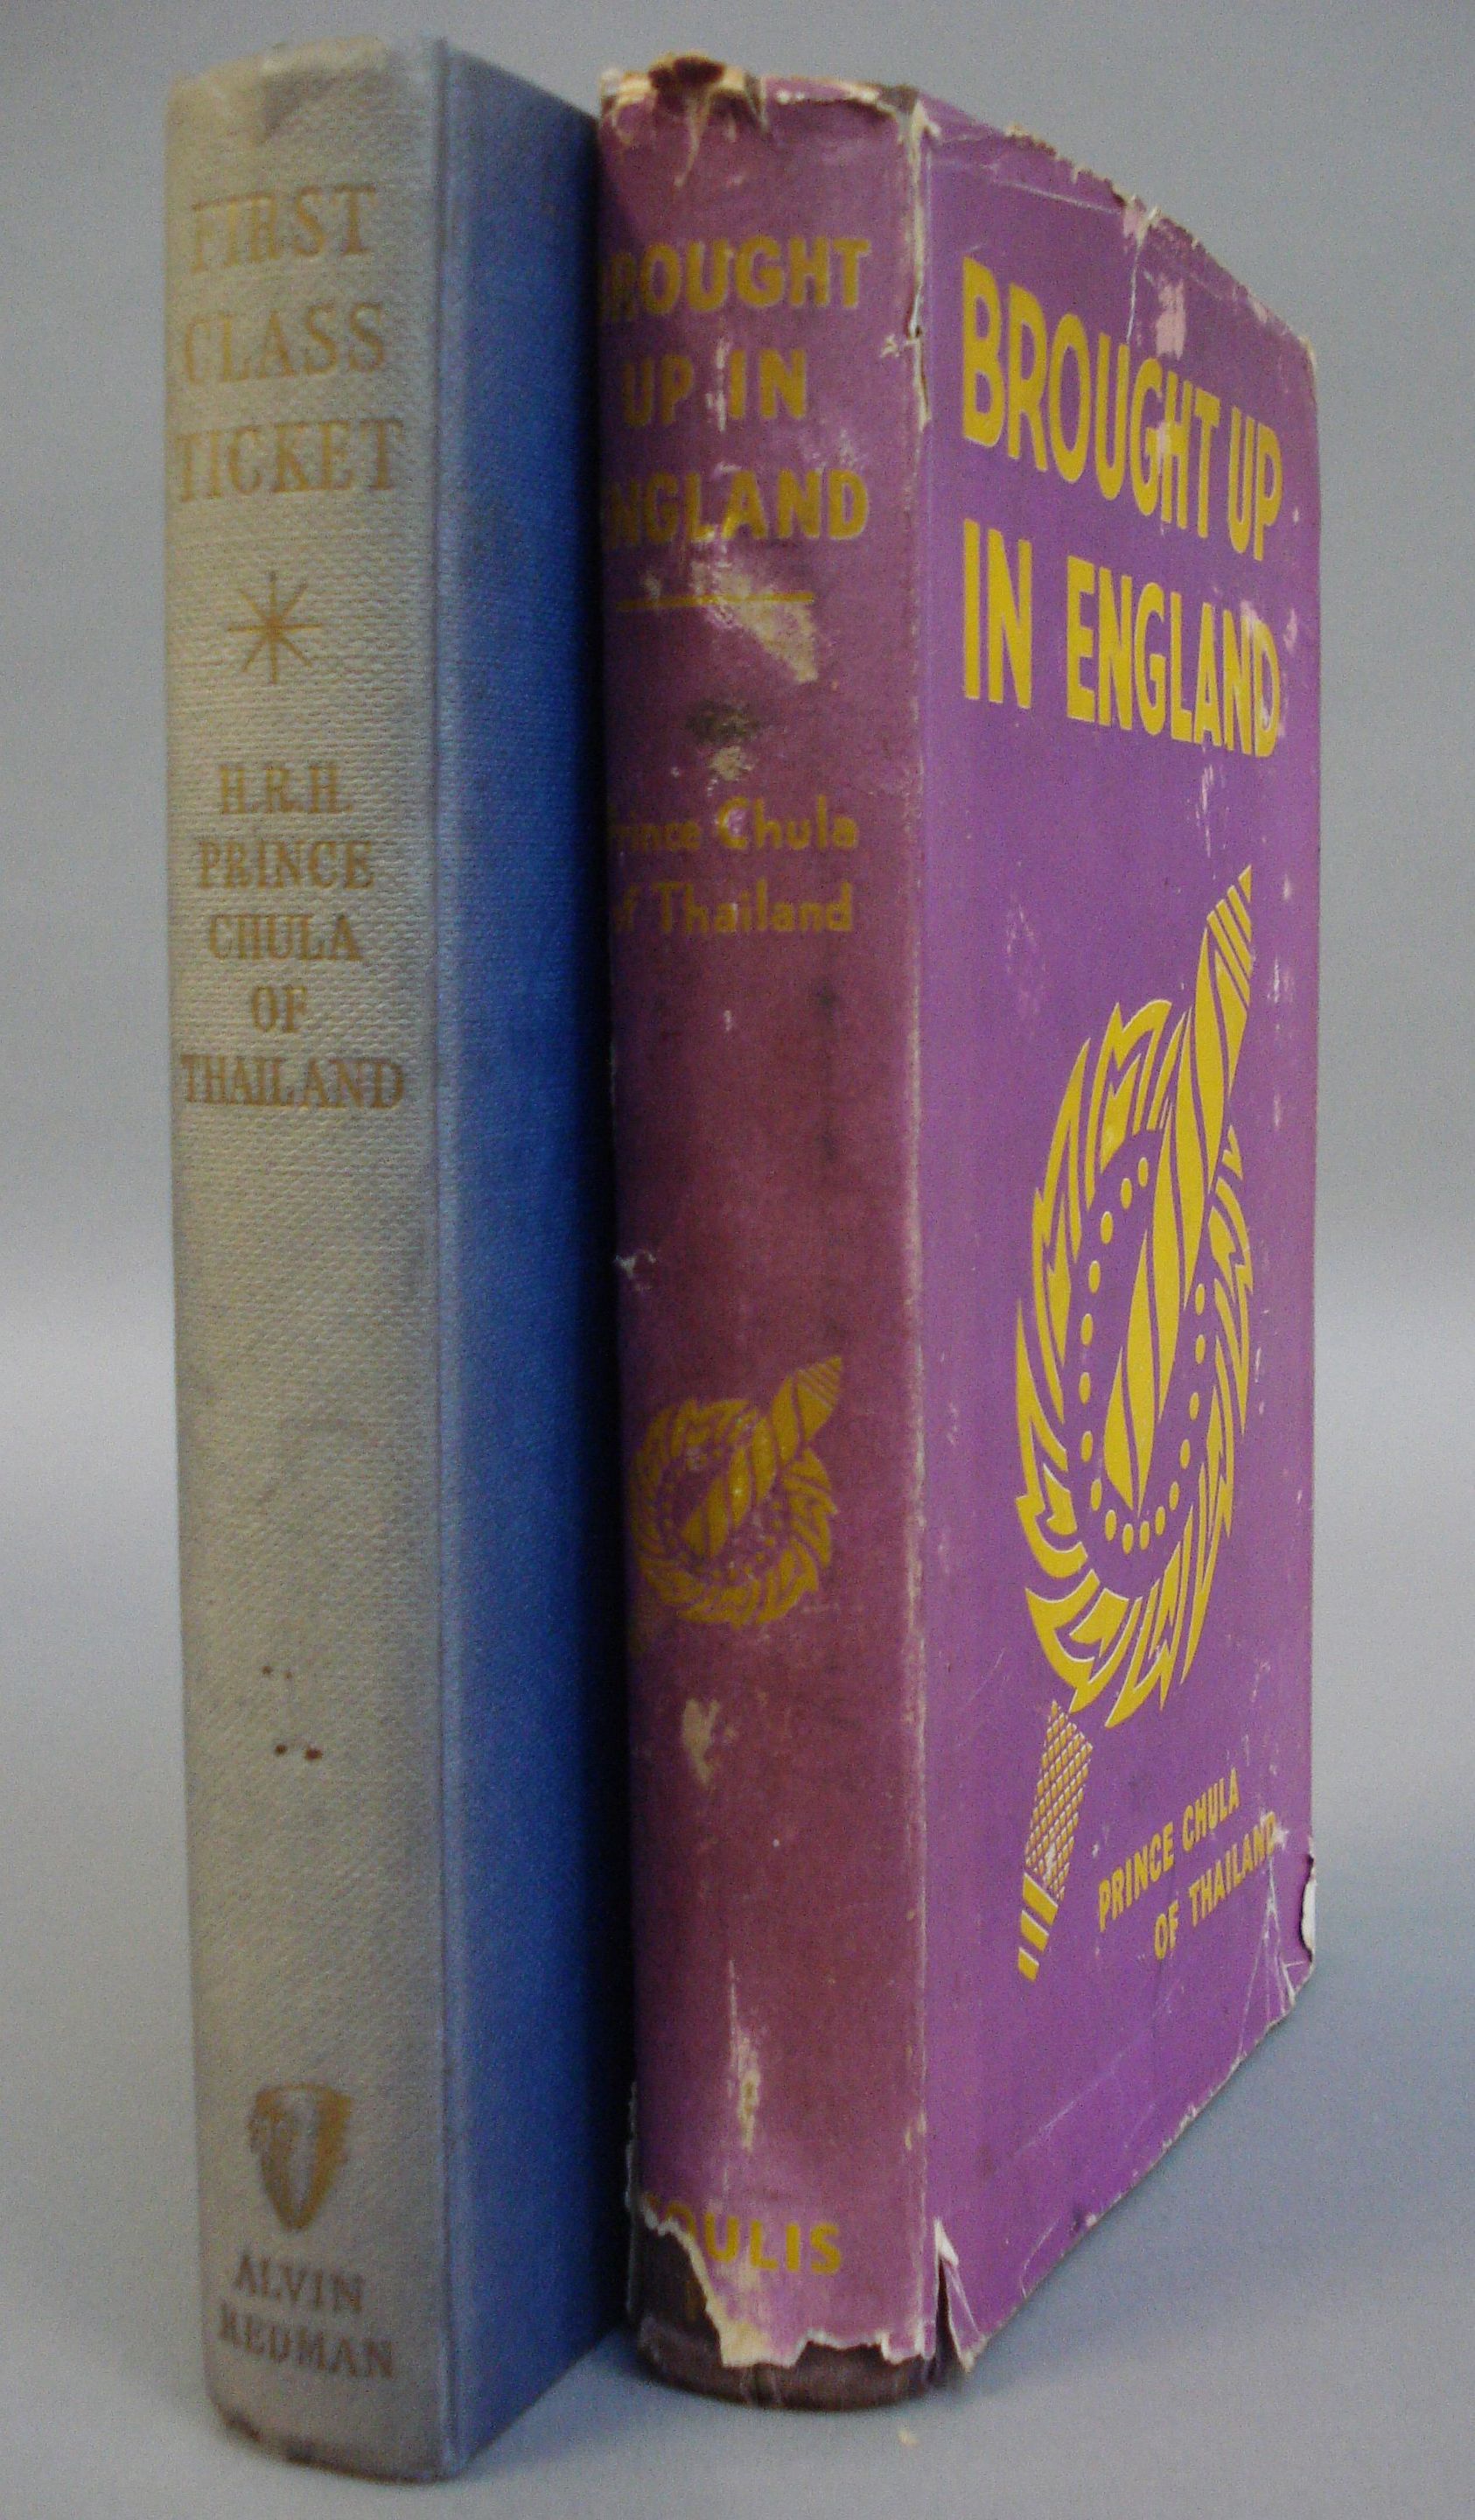 FIRST
CLASS
TICKET
H.R.H.
PRINCE
CHULA
OF
THAILAND
ALVIN
REDMAN
BROUGHT
UP IN
ENGLAND
Prince Chula
of Thailand
FOULIS
BROUGHT UP
IN ENGLAND
PRINCE CHULA
OF THAILAND